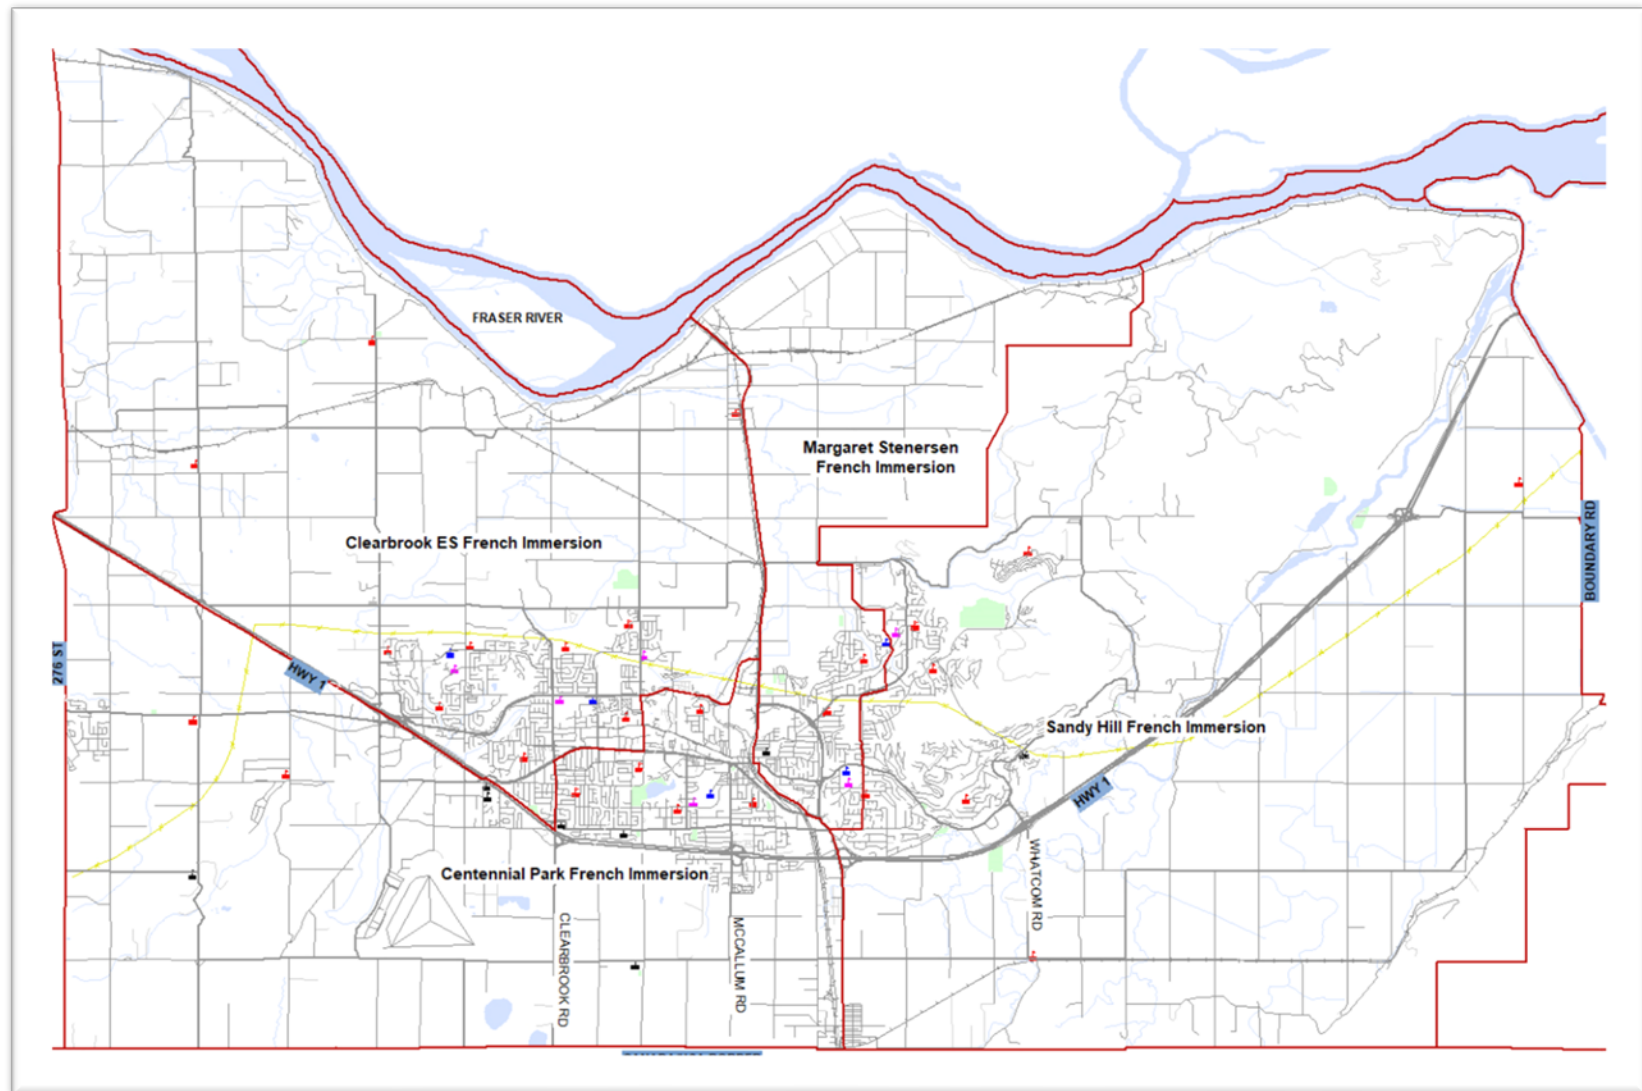 FRASER RIVER
Margaret Stenersen
French Immersion
Clearbrook ES French Immersion
BOUNDARY RD
276 ST
HWY 1
Sandy Hill French Immersion
HWY 1
Centennial Park French Immersion
WHATCOM RD
CLEARBROOK RD
MCCALLUM RD